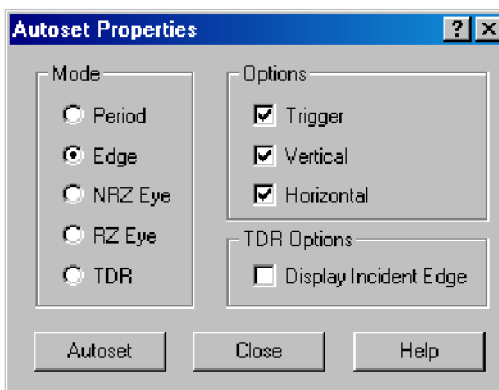 Autoset Properties
Mode
Period
Edge
NRZ Eye
RZ Eye
TDR
Options
Trigger
Vertical
Horizontal
TDR Options
Display Incident Edge
Autoset
Close
Help